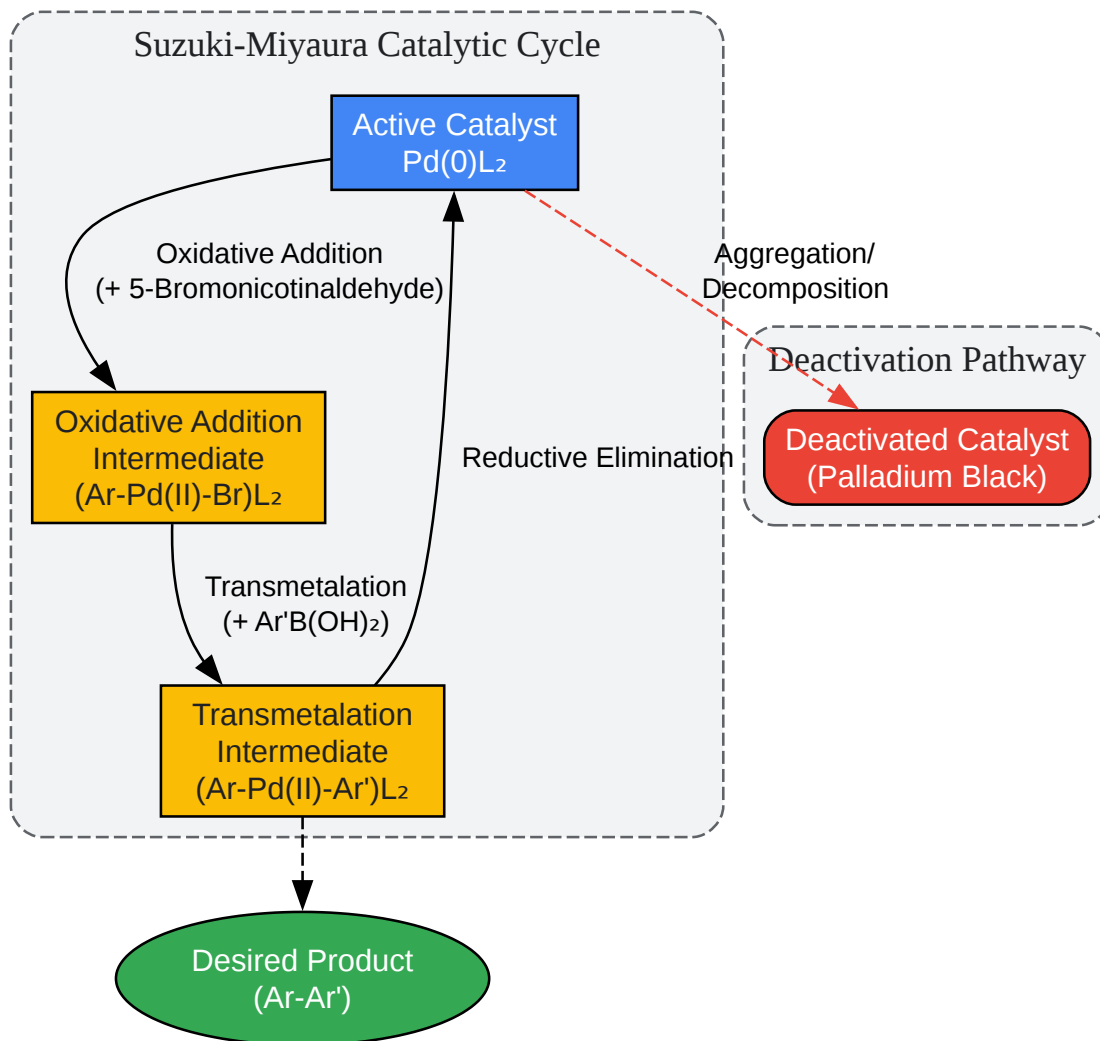 Suzuki-Miyaura Catalytic Cycle
Active Catalyst
Pd(0)L₂
Oxidative Addition
(+ 5-Bromonicotinaldehyde)
Aggregation/
Decomposition
Deactivation Pathway
Oxidative Addition
Intermediate
(Ar-Pd(II)-Br)L₂
Reductive Elimination
Deactivated Catalyst
(Palladium Black)
Transmetalation
(+ Ar'B(OH)₂)
Transmetalation
Intermediate
(Ar-Pd(II)-Ar')L₂
Desired Product
(Ar-Ar')